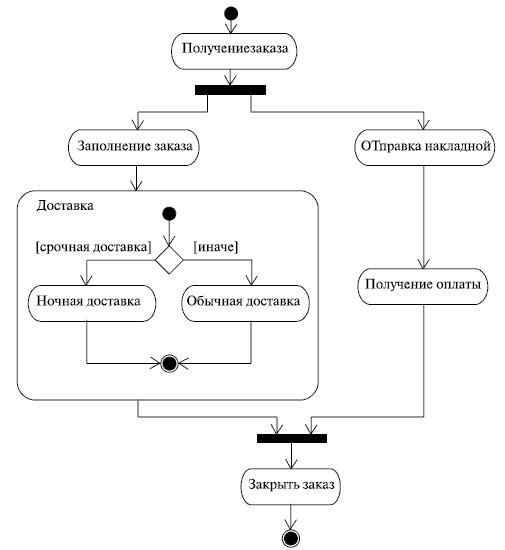 Получениезаказа
Заполнение заказа
ОТправка накладной
Доставка
[срочная доставка]
[иначе]
Ночная доставка
Обычная доставка
Получение оплаты
Закрыть заказ